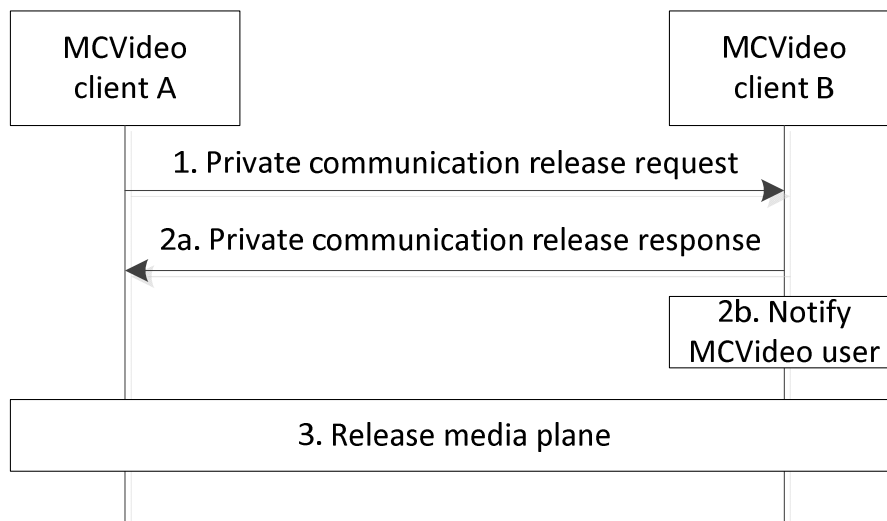 MCVideo
client A
MCVideo
client B
1. Private communication release request
2a. Private communication release response
2b. Notify
MCVideo user
3. Release media plane